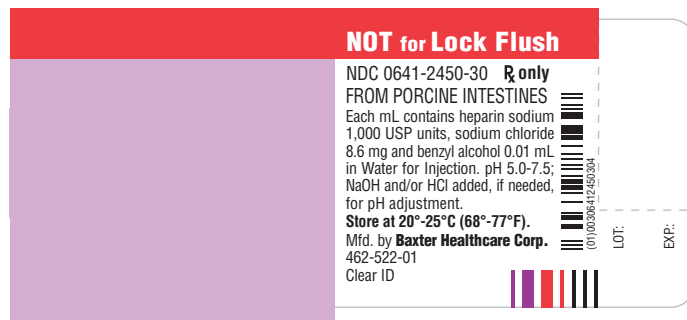 NOT for Lock Flush
NDC 0641-2450-30 Rx only
FROM PORCINE INTESTINES
Each mL contains heparin sodium
1,000 USP units, sodium chloride
8.6 mg and benzyl alcohol 0.01 mL
in Water for Injection. pH 5.0-7.5;
NaOH and/or HCl added, if needed,
for pH adjustment.
Store at 20°-25°C (68°-77°F).
Mfd. by Baxter Healthcare Corp.
462-522-01
Clear ID
(01)00306412450304
LOT:
EXP.: